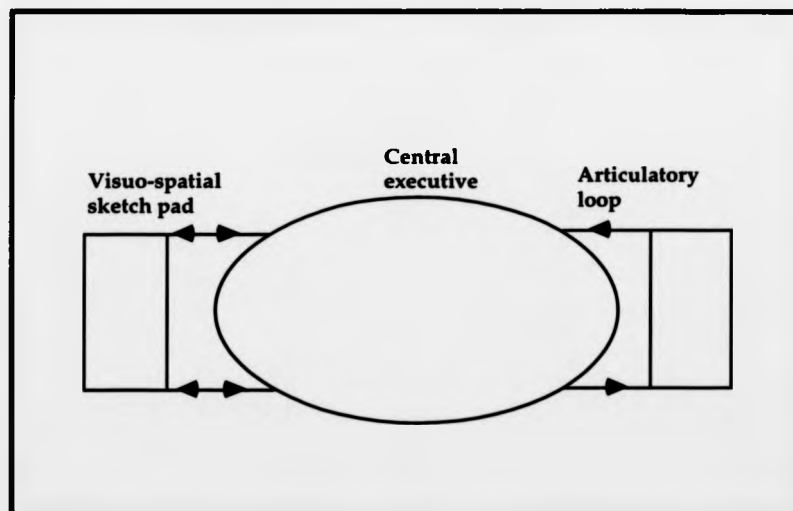 Visuo-spatial
sketch pad
Central
executive
Articulatory
loop